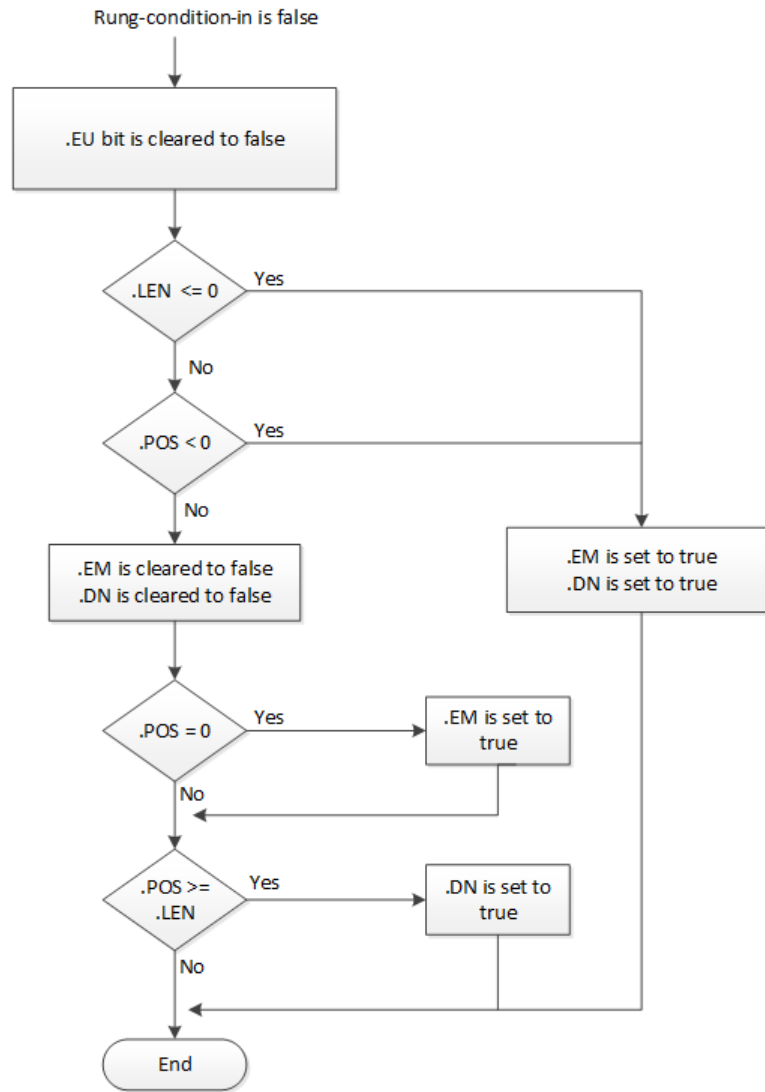 Rung-condition-in is false
.EU bit is cleared to false
.LEN <= 0
Yes
No
.POS < 0
Yes
No
.EM is cleared to false
.DN is cleared to false
.EM is set to true
.DN is set to true
.POS = 0
Yes
.EM is set to
true
No
.POS >=
.LEN
Yes
.DN is set to
true
No
End